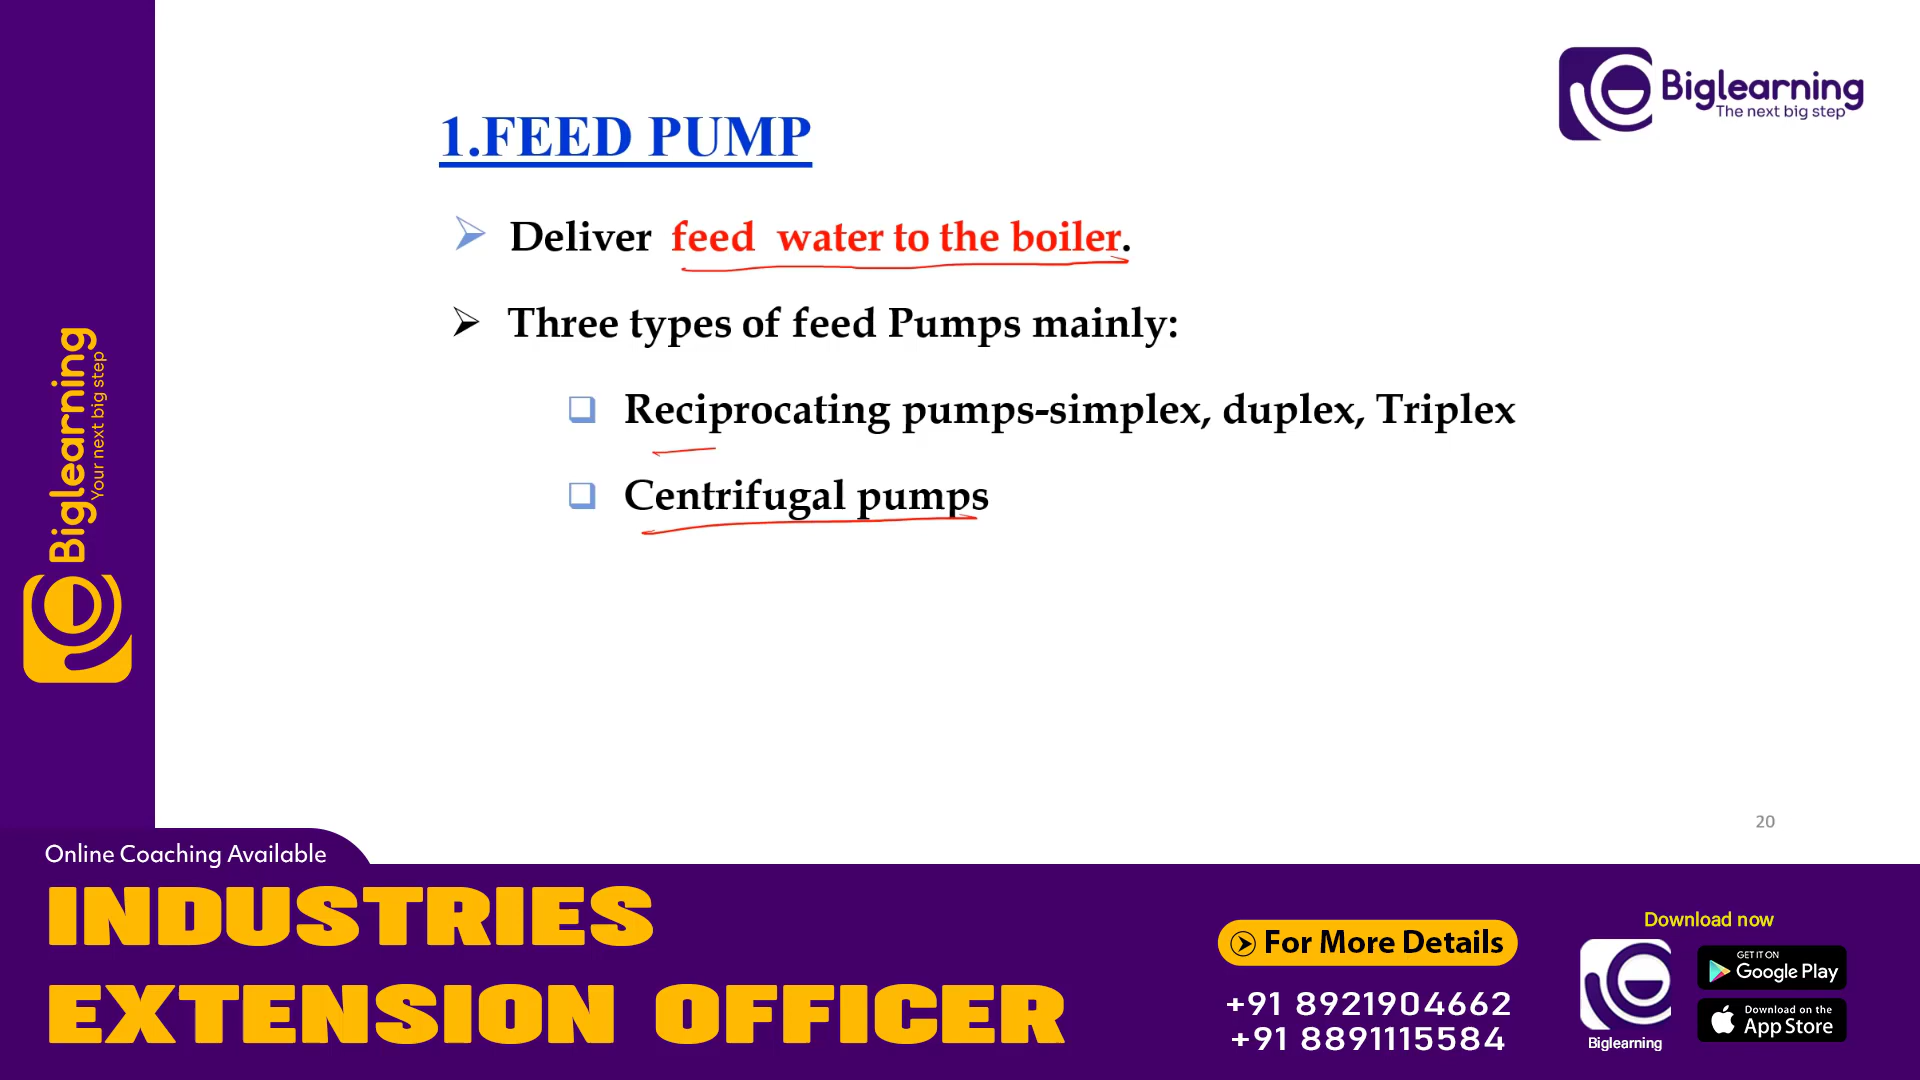 Biglearning
The next big step
1.FEED PUMP
Deliver feed water to the boiler.
Three types of feed Pumps mainly:
Reciprocating pumps-simplex, duplex, Triplex
Centrifugal pumps
Biglearning
Your next big step
20
Online Coaching Available
INDUSTRIES
EXTENSION OFFICER
For More Details
+91 8921904662
+91 8891115584
Download now
Biglearning
GET IT ON
Google Play
Download on the
App Store